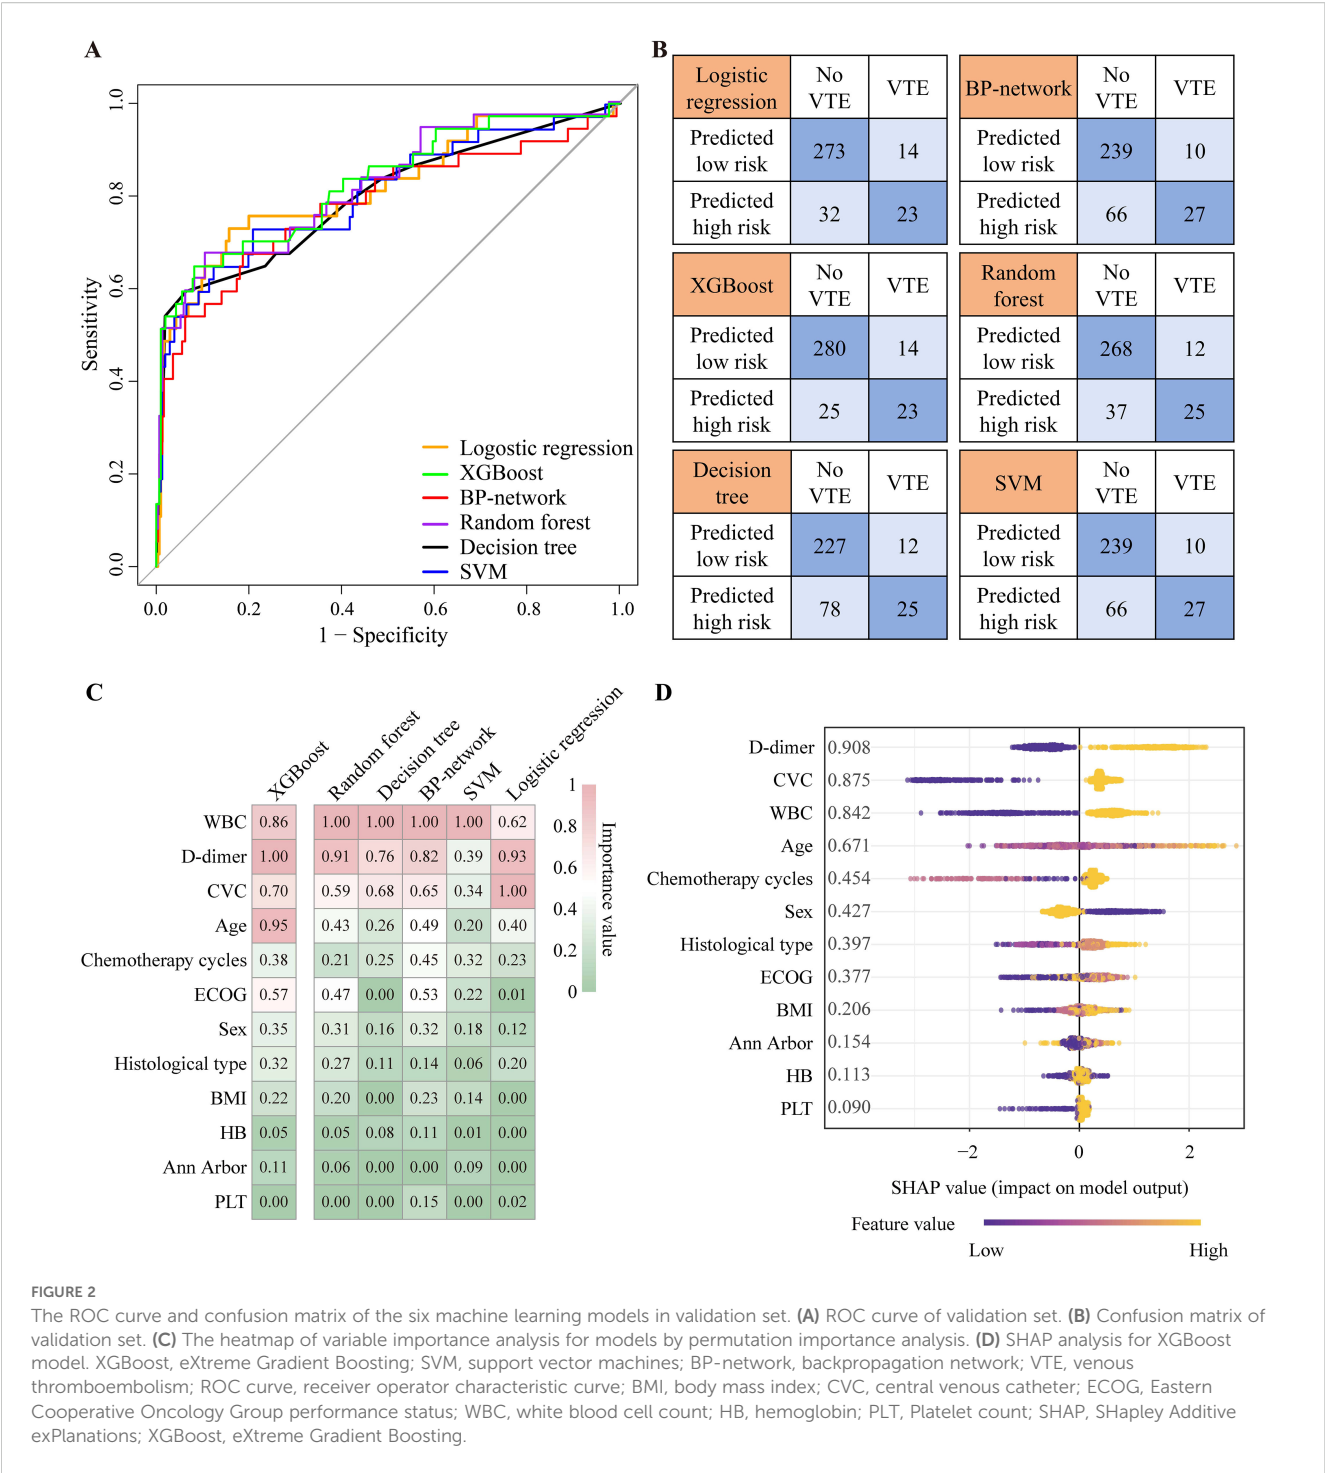 A
1.0
0.8
0.6
0.4
0.2
0.0
Sensitivity
Logostic regression
XGBoost
BP-network
Random forest
Decision tree
SVM
0.0 0.2 0.4 0.6 0.8 1.0
1 − Specificity
B
Logistic regression No VTE VTE
Predicted low risk 273 14
Predicted high risk 32 23
BP-network No VTE VTE
Predicted low risk 239 10
Predicted high risk 66 27
XGBoost No VTE VTE
Predicted low risk 280 14
Predicted high risk 25 23
Random forest No VTE VTE
Predicted low risk 268 12
Predicted high risk 37 25
Decision tree No VTE VTE
Predicted low risk 227 12
Predicted high risk 78 25
SVM No VTE VTE
Predicted low risk 239 10
Predicted high risk 66 27
C
XGBoost Random forest Decision tree BP-network SVM Logistic regression
WBC 0.86 1.00 1.00 1.00 1.00 0.62
D-dimer 1.00 0.91 0.76 0.82 0.39 0.93
CVC 0.70 0.59 0.68 0.65 0.34 1.00
Age 0.95 0.43 0.26 0.49 0.20 0.40
Chemotherapy cycles 0.38 0.21 0.25 0.45 0.32 0.23
ECOG 0.57 0.47 0.00 0.53 0.22 0.01
Sex 0.35 0.31 0.16 0.32 0.18 0.12
Histological type 0.32 0.27 0.11 0.14 0.06 0.20
BMI 0.22 0.20 0.00 0.23 0.14 0.00
HB 0.05 0.05 0.08 0.11 0.01 0.00
Ann Arbor 0.11 0.06 0.00 0.00 0.09 0.00
PLT 0.00 0.00 0.00 0.15 0.00 0.02
1
0.8
0.6
0.4
0.2
0
Importance value
D
D-dimer 0.908
CVC 0.875
WBC 0.842
Age 0.671
Chemotherapy cycles 0.454
Sex 0.427
Histological type 0.397
ECOG 0.377
BMI 0.206
Ann Arbor 0.154
HB 0.113
PLT 0.090
−2 0 2
SHAP value (impact on model output)
Feature value
Low High
FIGURE 2
The ROC curve and confusion matrix of the six machine learning models in validation set. (A) ROC curve of validation set. (B) Confusion matrix of
validation set. (C) The heatmap of variable importance analysis for models by permutation importance analysis. (D) SHAP analysis for XGBoost
model. XGBoost, eXtreme Gradient Boosting; SVM, support vector machines; BP-network, backpropagation network; VTE, venous
thromboembolism; ROC curve, receiver operator characteristic curve; BMI, body mass index; CVC, central venous catheter; ECOG, Eastern
Cooperative Oncology Group performance status; WBC, white blood cell count; HB, hemoglobin; PLT, Platelet count; SHAP, SHapley Additive
exPlanations; XGBoost, eXtreme Gradient Boosting.